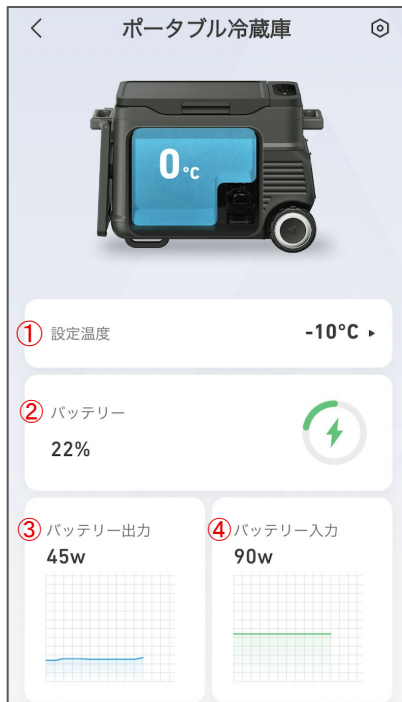 ポータブル冷蔵庫
0°C
① 設定温度 -10°C
② バッテリー
22%
③ バッテリー出力
45w
④ バッテリー入力
90w